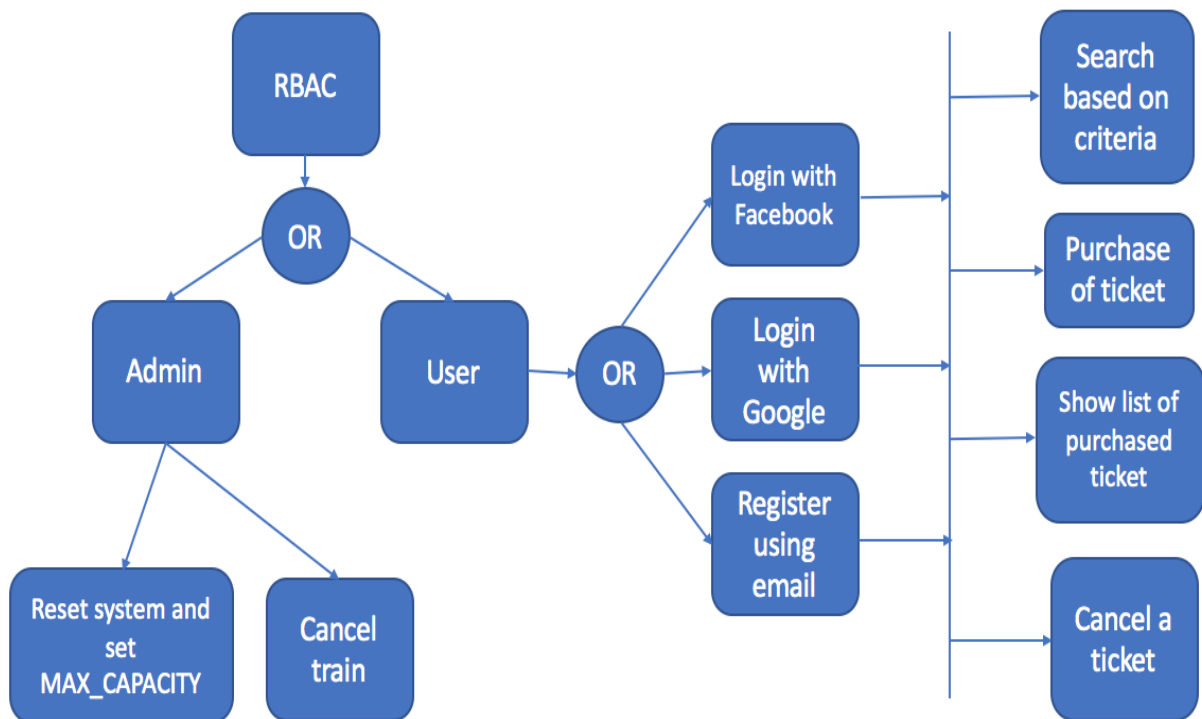 RBAC
OR
Admin
User
Reset system and
set
MAX_CAPACITY
Cancel
train
OR
Login with
Facebook
Login
with
Google
Register
using
email
Search
based on
criteria
Purchase
of ticket
Show list of
purchased
ticket
Cancel a
ticket